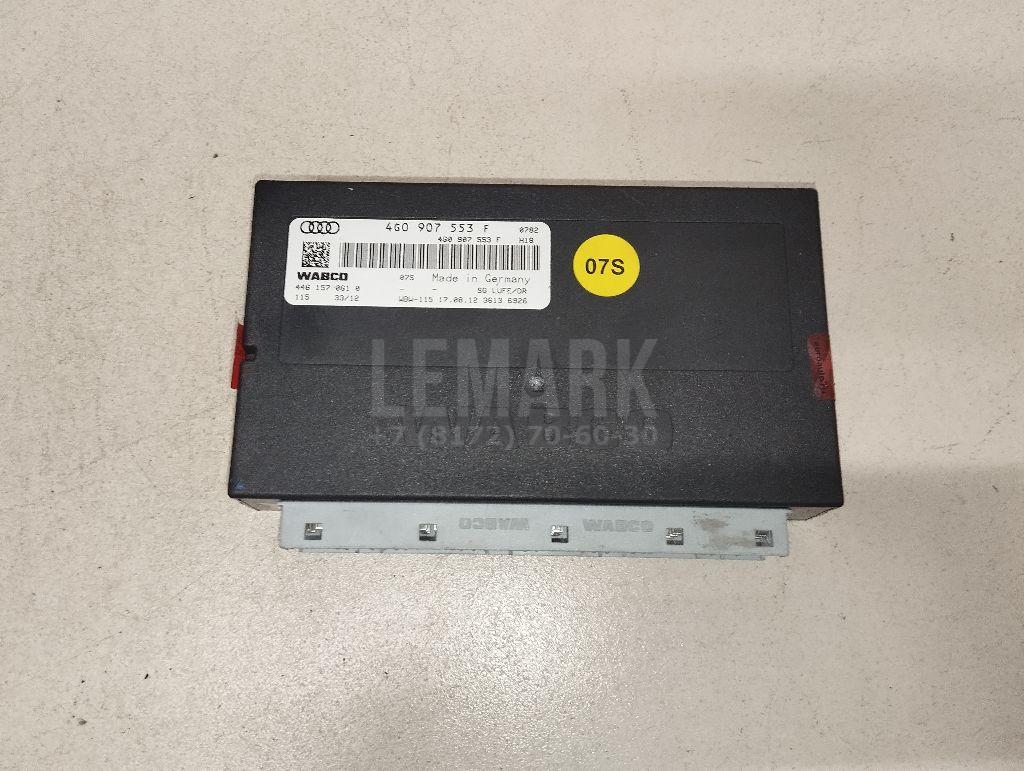 4G0 907 553 F 0782
4G0 907 553 F H18
WABCO 07S Made in Germany
446 157 061 0 - - SG LUFE/DR
115 33/12 WBW-115 17.08.12 3613 6926
07S
LEMARK
+7 (8172) 70-60-30
WABCO WABCO